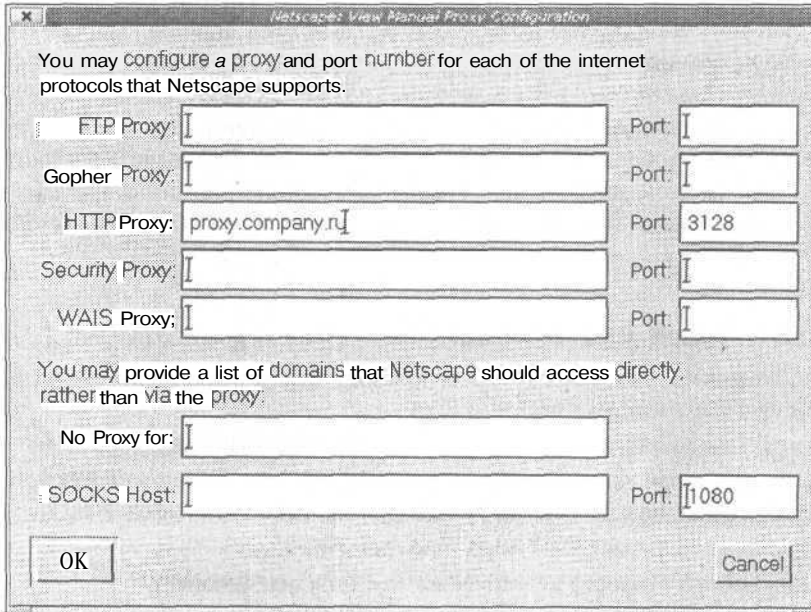 Netscape: View Manual Proxy Configuration
You may configure a proxy and port number for each of the internet
protocols that Netscape supports.
FTP Proxy: Port:
Gopher Proxy: Port:
HTTP Proxy: proxy.company.ru Port: 3128
Security Proxy: Port:
WAIS Proxy; Port:
You may provide a list of domains that Netscape should access directly,
rather than via the proxy:
No Proxy for:
SOCKS Host: Port: 1080
OK Cancel